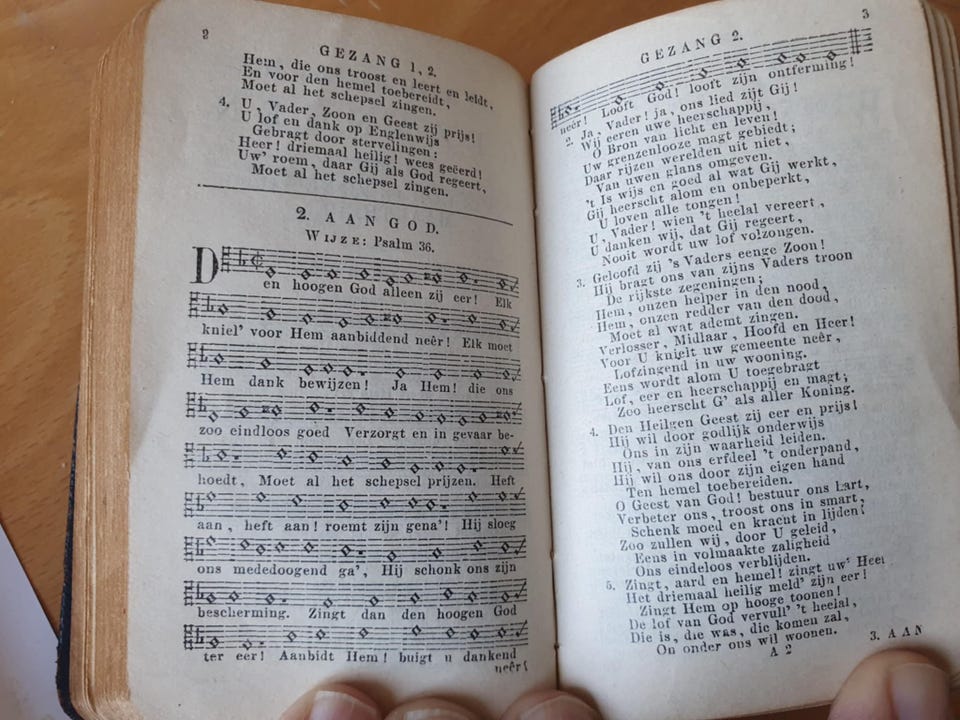 2
GEZANG 1, 2.
Hem, die ons troost en leert en leidt,
En voor den hemel toebereidt,
Moet al het schepsel zingen.
4. U, Vader, Zoon en Geest zij prijs!
U lof en dank op Englenwijs
Gebragt door stervelingen:
Heer! driemaal heilig! wees geëerd!
Uw' roem, daar Gij als God regeert,
Moet al het schepsel zingen.
2. AAN GOD.
WIJZE: Psalm 36.
Den hoogen God alleen zij eer! Elk
kniel' voor Hem aanbiddend neêr! Elk moet
Hem dank bewijzen! Ja Hem! die ons
zoo eindloos goed Verzorgt en in gevaar be-
hoedt, Moet al het schepsel prijzen. Heft
aan, heft aan! roemt zijn gena'! Hij sloeg
ons mededoogend ga', Hij schonk ons zijn
bescherming. Zingt dan den hoogen God
ter eer! Aanbidt Hem! buigt u dankend
neêr!
3
GEZANG 2.
neêr! Looft God! looft zijn ontferming!
2. Ja, Vader! ja, ons lied zijt Gij!
Wij eeren uwe heerschappij,
O Bron van licht en leven!
Uw grenzenlooze magt gebiedt;
Daar rijzen werelden uit niet,
Van uwen glans omgeven.
't Is wijs en goed al wat Gij werkt,
Gij heerscht alom en onbeperkt,
U loven alle tongen!
U, Vader! wien 't heelal vereert,
U danken wij, dat Gij regeert,
Nooit wordt uw lof volzongen.
3. Geloofd zij 's Vaders eenge Zoon!
Hij bragt ons van zijns Vaders troon
De rijkste zegeningen;
Hem, onzen helper in den nood,
Hem, onzen redder van den dood,
Moet al wat ademt zingen.
Verlosser, Midlaar, Hoofd en Heer!
Voor U knielt uw gemeente neêr,
Lofzingend in uw wooning.
Eens wordt alom U toegebragt
Lof, eer en heerschappij en magt;
Zoo heerscht G' als aller Koning.
4. Den Heilgen Geest zij eer en prijs!
Hij wil door godlijk onderwijs
Ons in zijn waarheid leiden.
Hij, van ons erfdeel 't onderpand,
Hij wil ons door zijn eigen hand
Ten hemel toebereiden.
O Geest van God! bestuur ons hart,
Verbeter ons, troost ons in smart,
Schenk moed en kracht in lijden!
Zoo zullen wij, door U geleid,
Eens in volmaakte zaligheid
Ons eindeloos verblijden.
5. Zingt, aard en hemel! zingt uw' Heer
Het driemaal heilig meld' zijn eer!
Zingt Hem op hooge toonen!
De lof van God vervull' 't heelal,
Die is, die was, die komen zal,
En onder ons wil woonen.
A 2
3. AAN